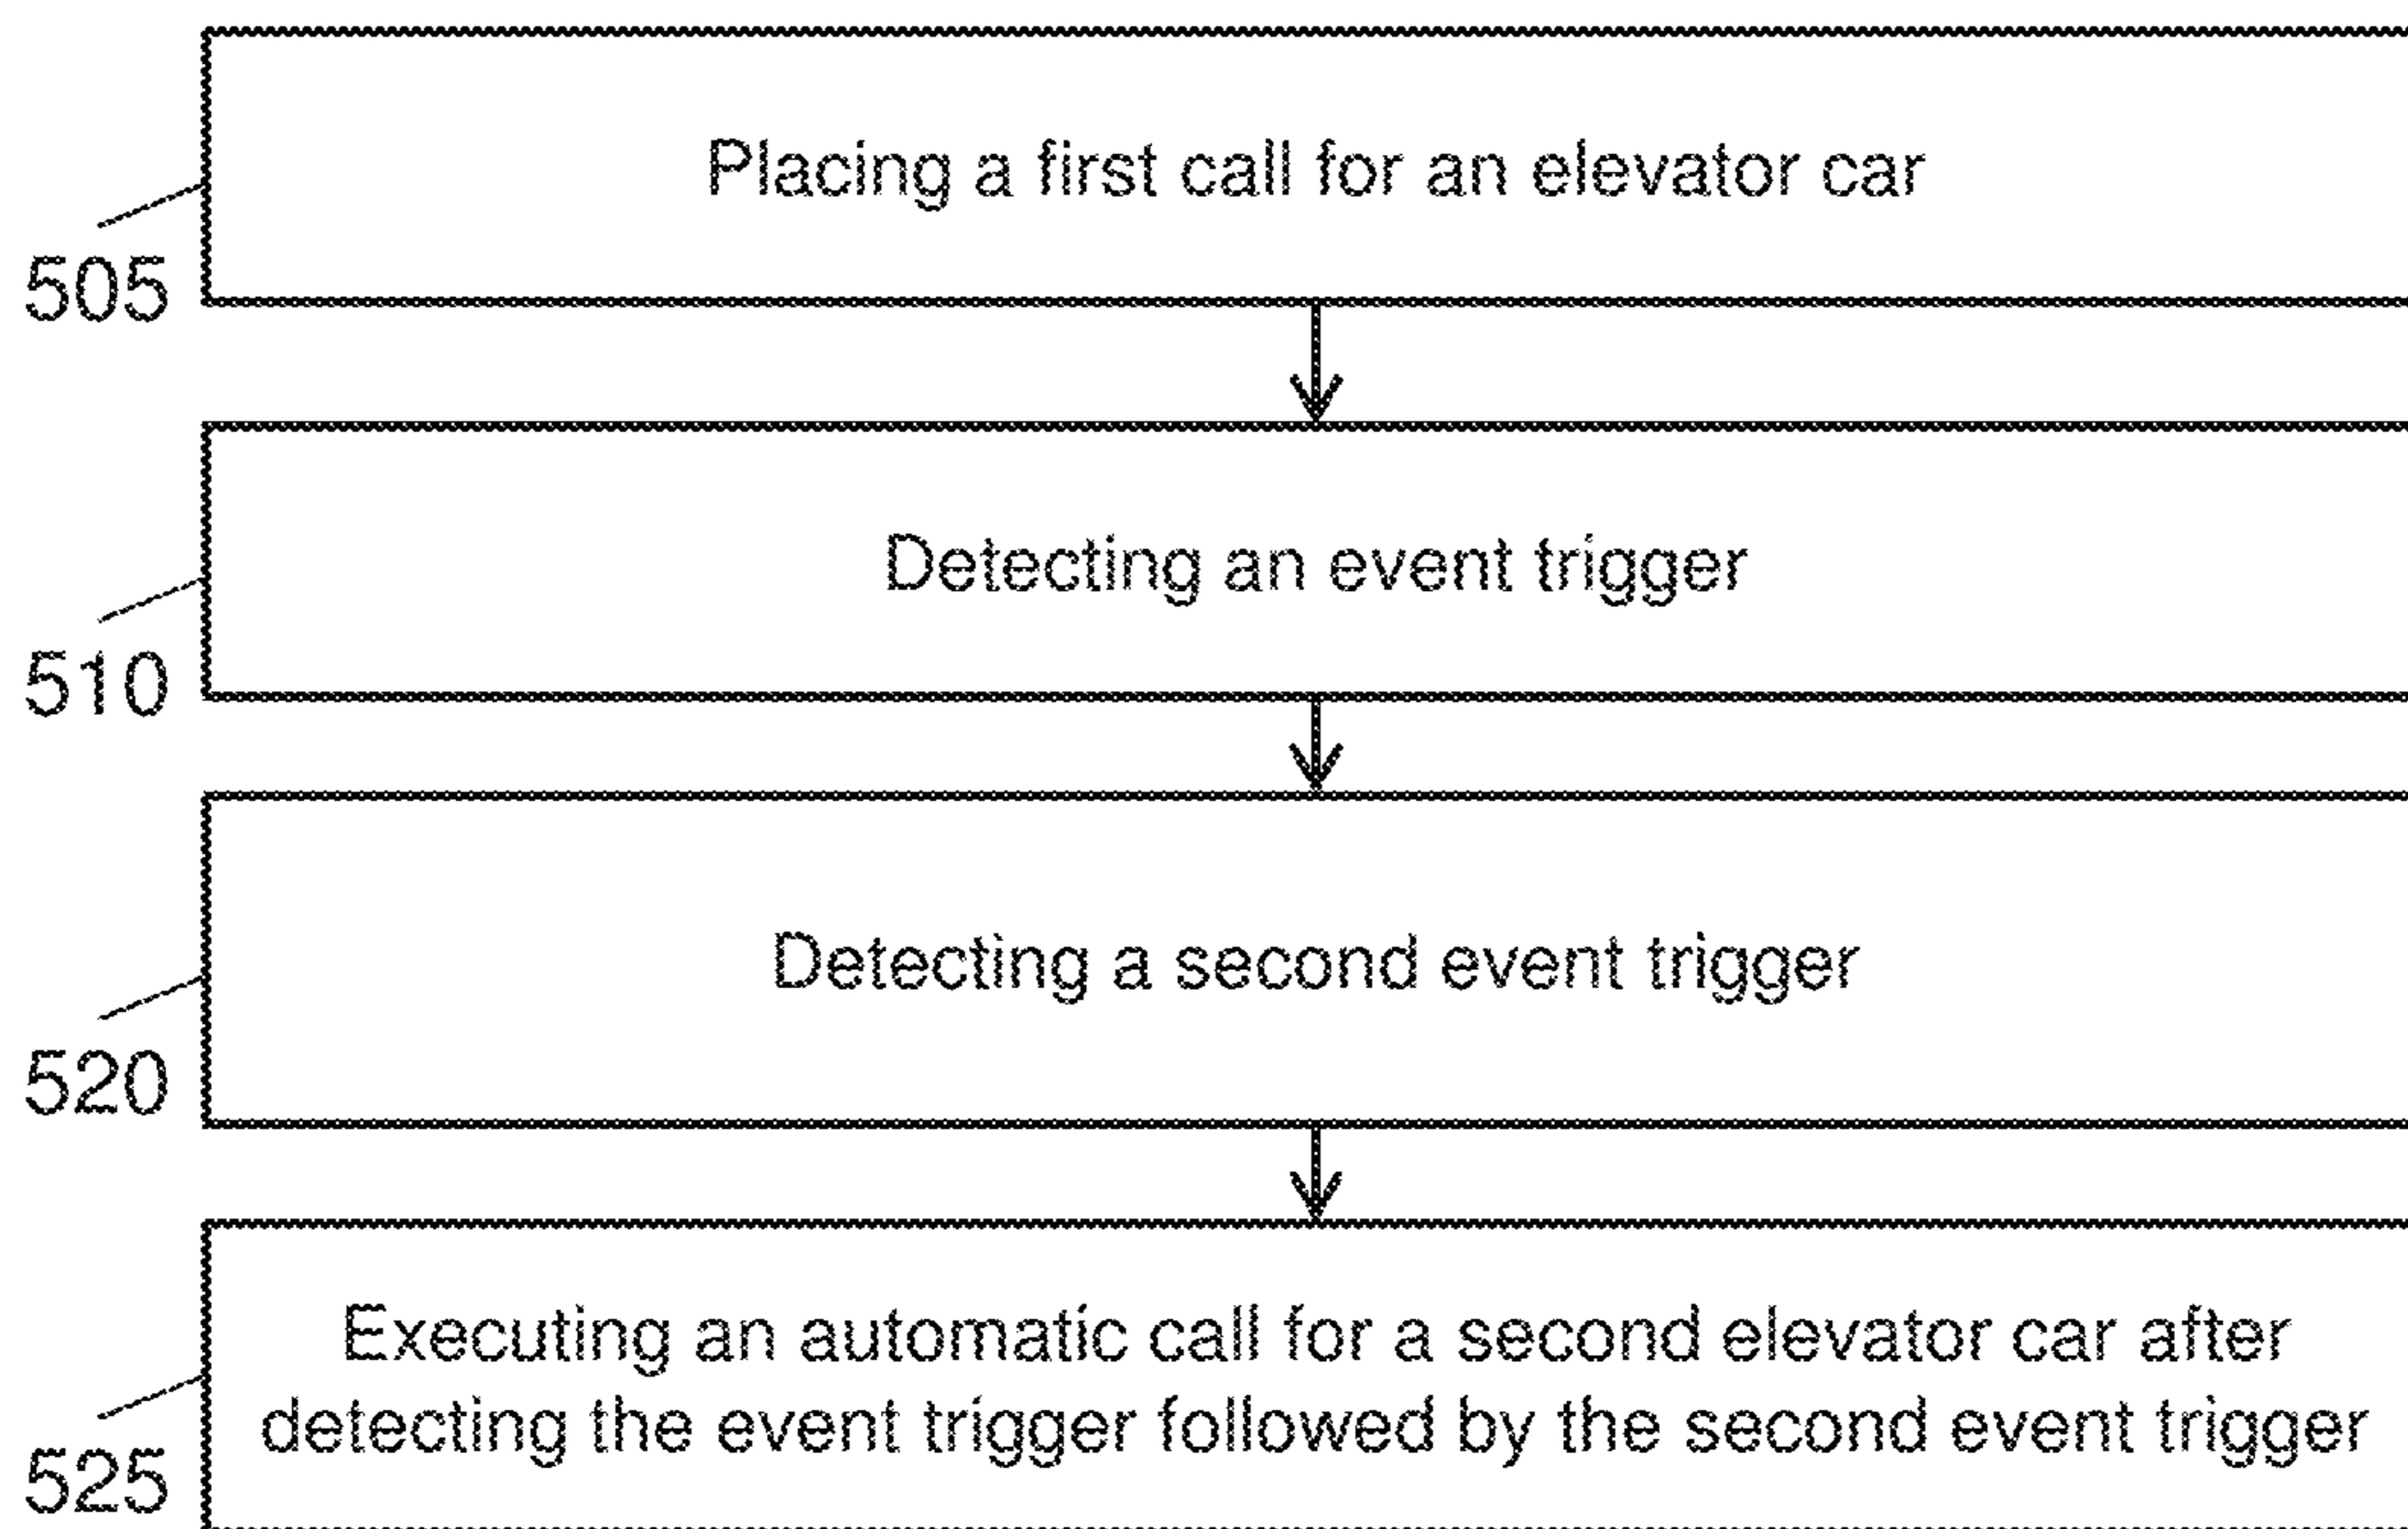 Placing a first call for an elevator car
505
Detecting an event trigger
510
Detecting a second event trigger
520
Executing an automatic call for a second elevator car after
detecting the event trigger followed by the second event trigger
525